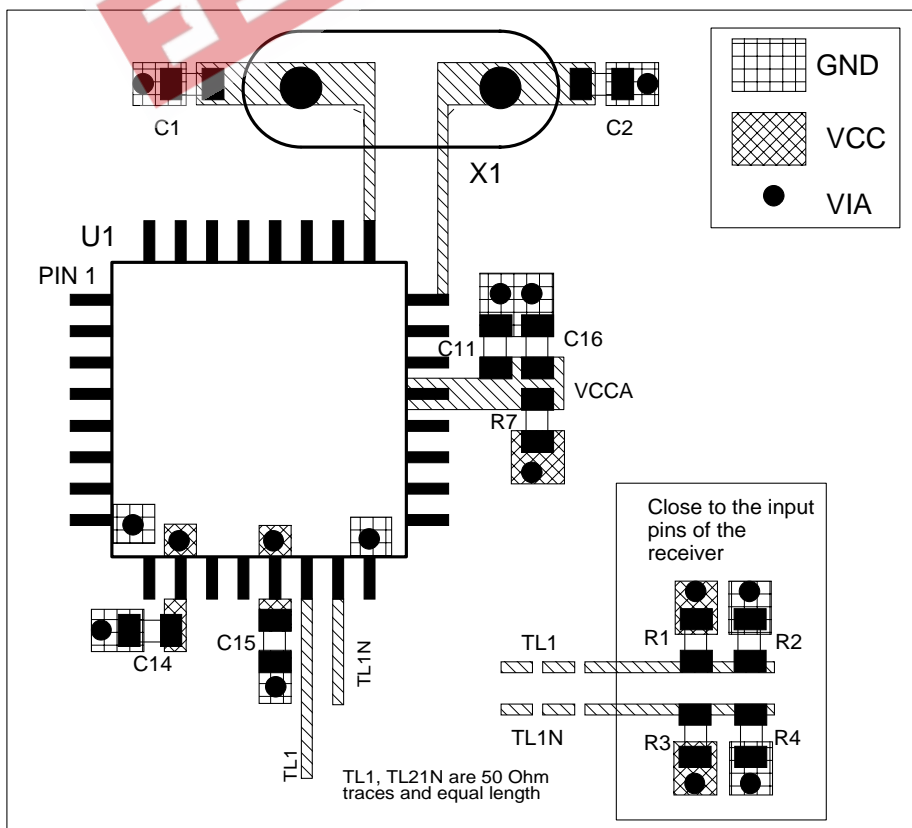 GND
C1
C2
X1
VCC
VIA
U1
PIN 1
C11
C16
VCCA
R7
Close to the input
pins of the
receiver
R1
R2
TL1
C14
C15
TL1N
TL1N
R3
R4
TL1
TL1, TL21N are 50 Ohm
traces and equal length